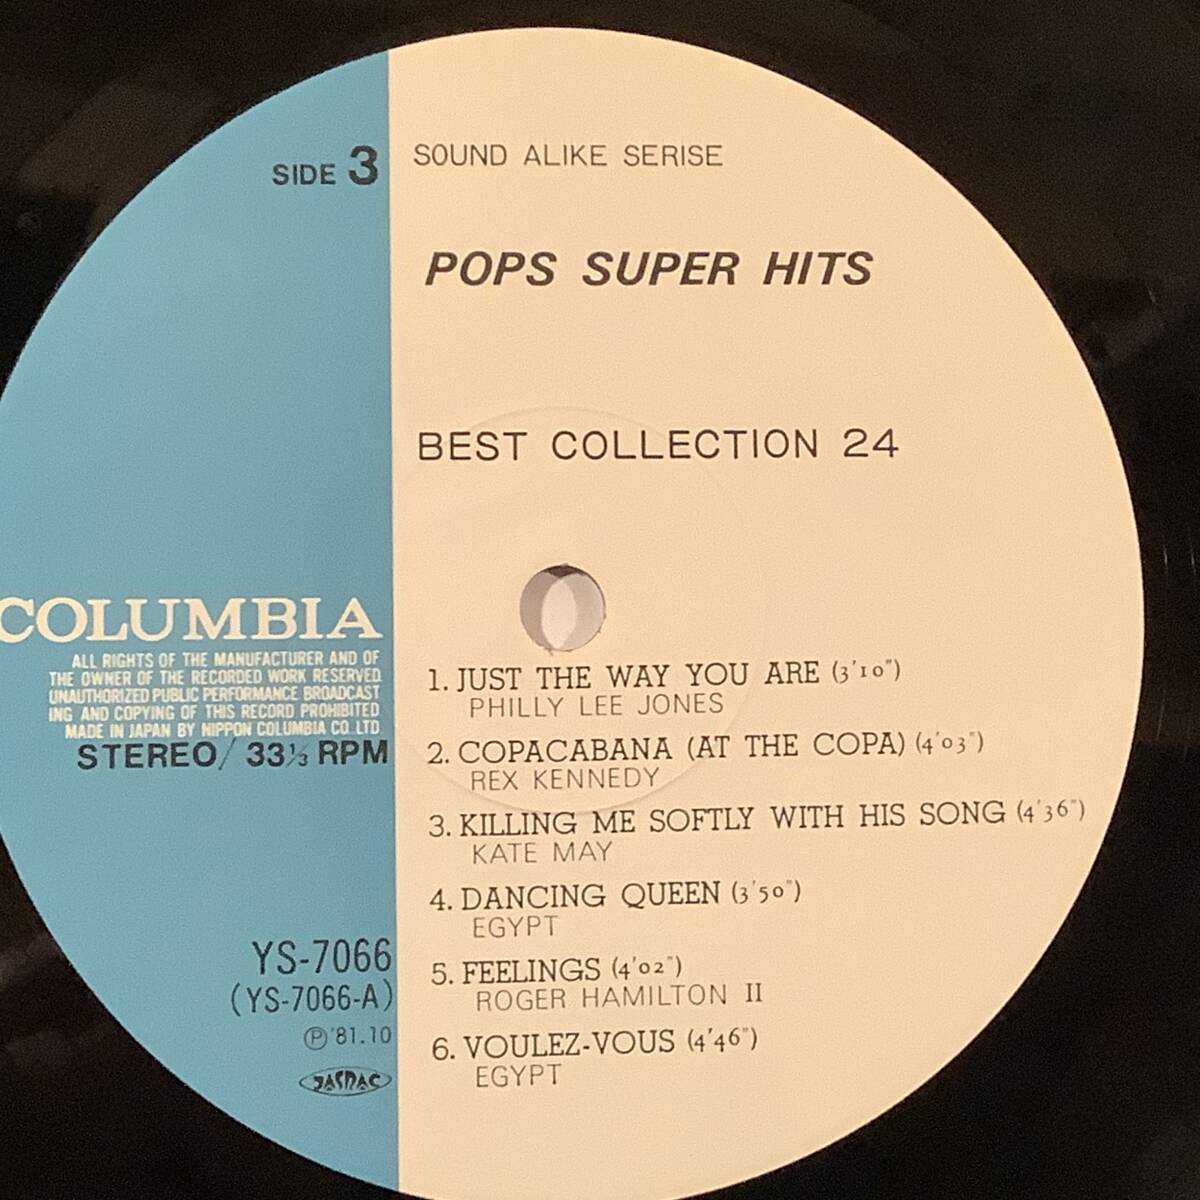 SIDE 3
SOUND ALIKE SERISE
POPS SUPER HITS
BEST COLLECTION 24
COLUMBIA
ALL RIGHTS OF THE MANUFACTURER AND OF
THE OWNER OF THE RECORDED WORK RESERVED.
UNAUTHORIZED PUBLIC PERFORMANCE BROADCAST
ING AND COPYING OF THIS RECORD PROHIBITED.
MADE IN JAPAN BY NIPPON COLUMBIA CO. LTD.
STEREO/ 33⅓ RPM
1. JUST THE WAY YOU ARE (3'10")
PHILLY LEE JONES
2. COPACABANA (AT THE COPA) (4'03")
REX KENNEDY
3. KILLING ME SOFTLY WITH HIS SONG (4'36")
KATE MAY
4. DANCING QUEEN (3'50")
EGYPT
5. FEELINGS (4'02")
ROGER HAMILTON II
6. VOULEZ-VOUS (4'46")
EGYPT
YS-7066
(YS-7066-A)
Ⓟ'81.10
JASRAC